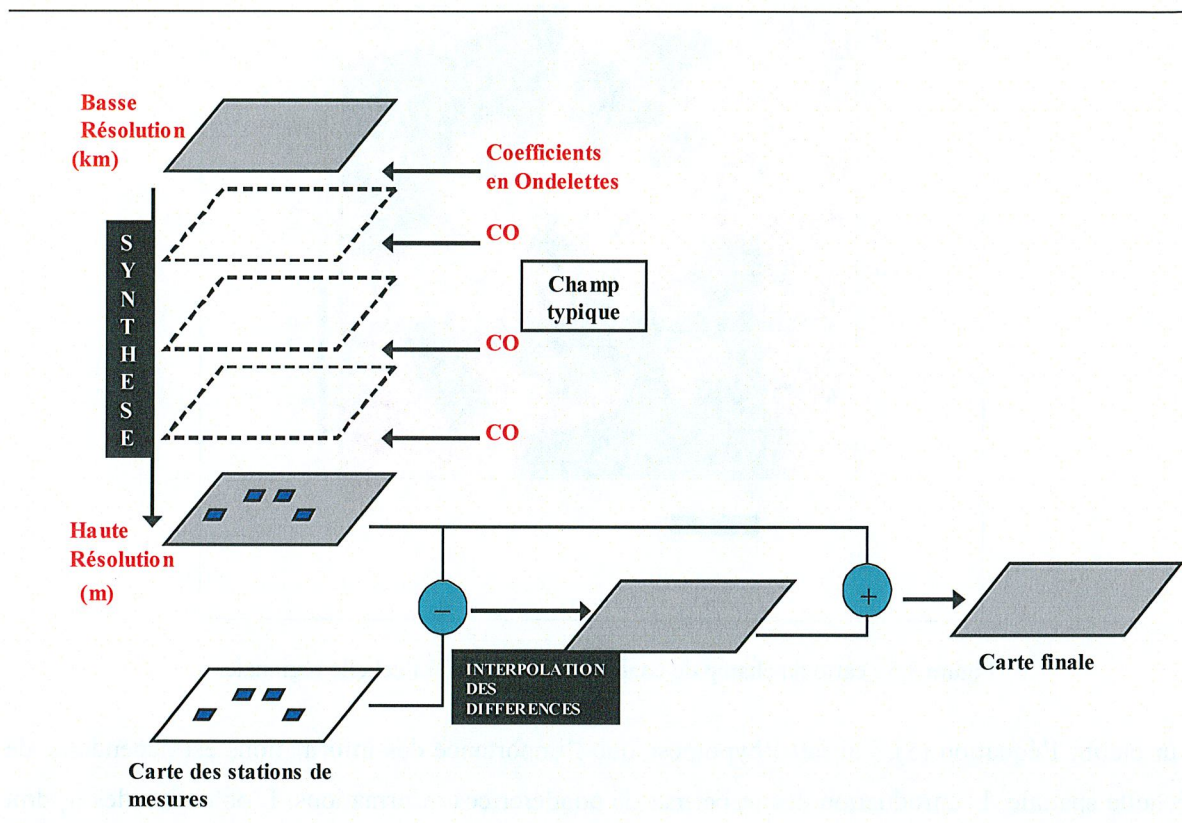 Basse
Résolution
(km)
Coefficients
en Ondelettes
CO
SYNTHESE
Champ
typique
CO
CO
Haute
Résolution
(m)
−
+
INTERPOLATION
DES
DIFFERENCES
Carte finale
Carte des stations de
mesures